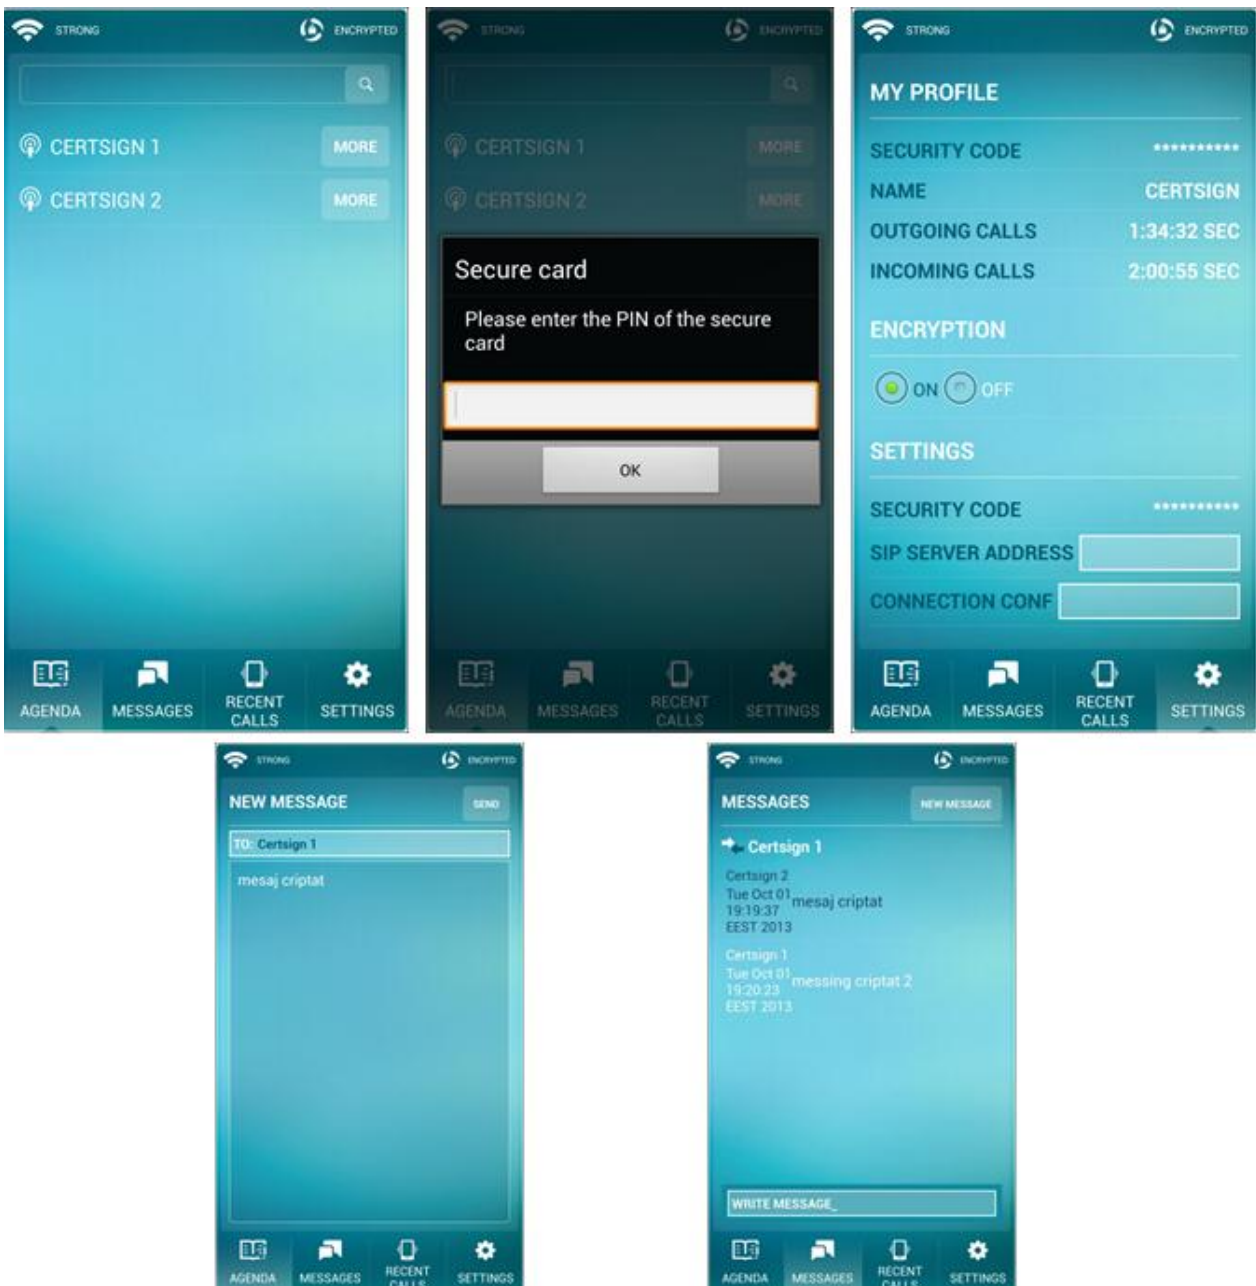 STRONG ENCRYPTED
CERTSIGN 1 MORE
CERTSIGN 2 MORE
AGENDA MESSAGES RECENT CALLS SETTINGS
STRONG ENCRYPTED
CERTSIGN 1 MORE
CERTSIGN 2 MORE
Secure card
Please enter the PIN of the secure
card
OK
AGENDA MESSAGES RECENT CALLS SETTINGS
STRONG ENCRYPTED
MY PROFILE
SECURITY CODE **********
NAME CERTSIGN
OUTGOING CALLS 1:34:32 SEC
INCOMING CALLS 2:00:55 SEC
ENCRYPTION
ON OFF
SETTINGS
SECURITY CODE **********
SIP SERVER ADDRESS
CONNECTION CONF
AGENDA MESSAGES RECENT CALLS SETTINGS
STRONG ENCRYPTED
NEW MESSAGE SEND
TO: Certsign 1
mesaj criptat
AGENDA MESSAGES RECENT CALLS SETTINGS
STRONG ENCRYPTED
MESSAGES NEW MESSAGE
Certsign 1
Certsign 2
Tue Oct 01
19:19:37
EEST 2013
mesaj criptat
Certsign 1
Tue Oct 01
19:20:23
EEST 2013
messing criptat 2
WRITE MESSAGE_
AGENDA MESSAGES RECENT CALLS SETTINGS